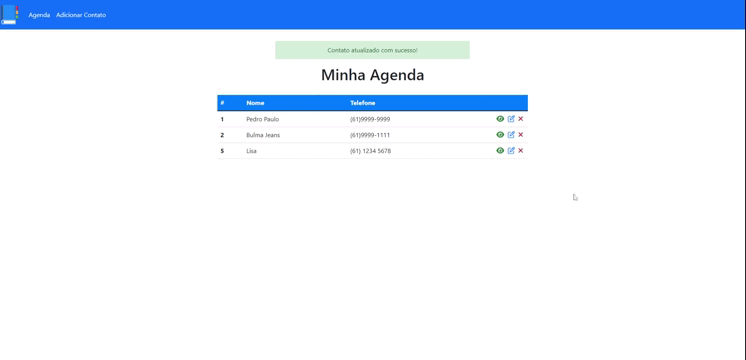 Agenda Adicionar Contato
Contato atualizado com sucesso!
Minha Agenda
# Nome Telefone
1 Pedro Paulo (61)9999-9999
2 Bulma Jeans (61)9999-1111
5 Lisa (61) 1234 5678